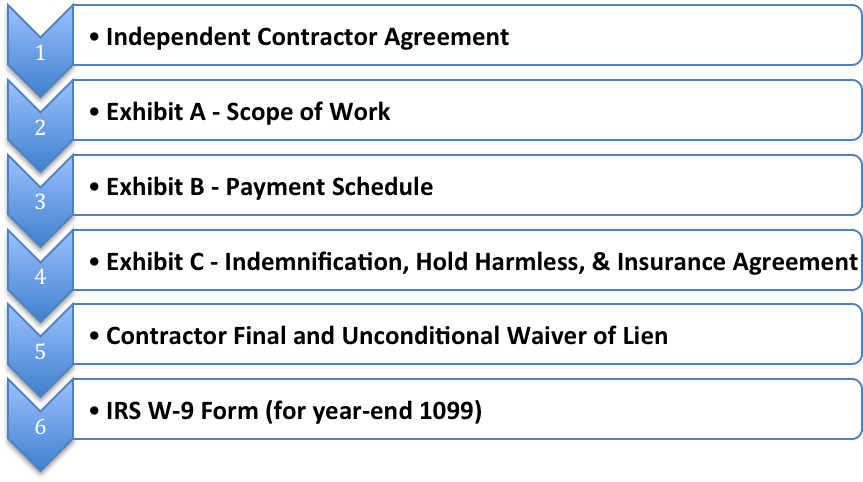 1
• Independent Contractor Agreement
2
• Exhibit A - Scope of Work
3
• Exhibit B - Payment Schedule
4
• Exhibit C - Indemnification, Hold Harmless, & Insurance Agreement
5
• Contractor Final and Unconditional Waiver of Lien
6
• IRS W-9 Form (for year-end 1099)